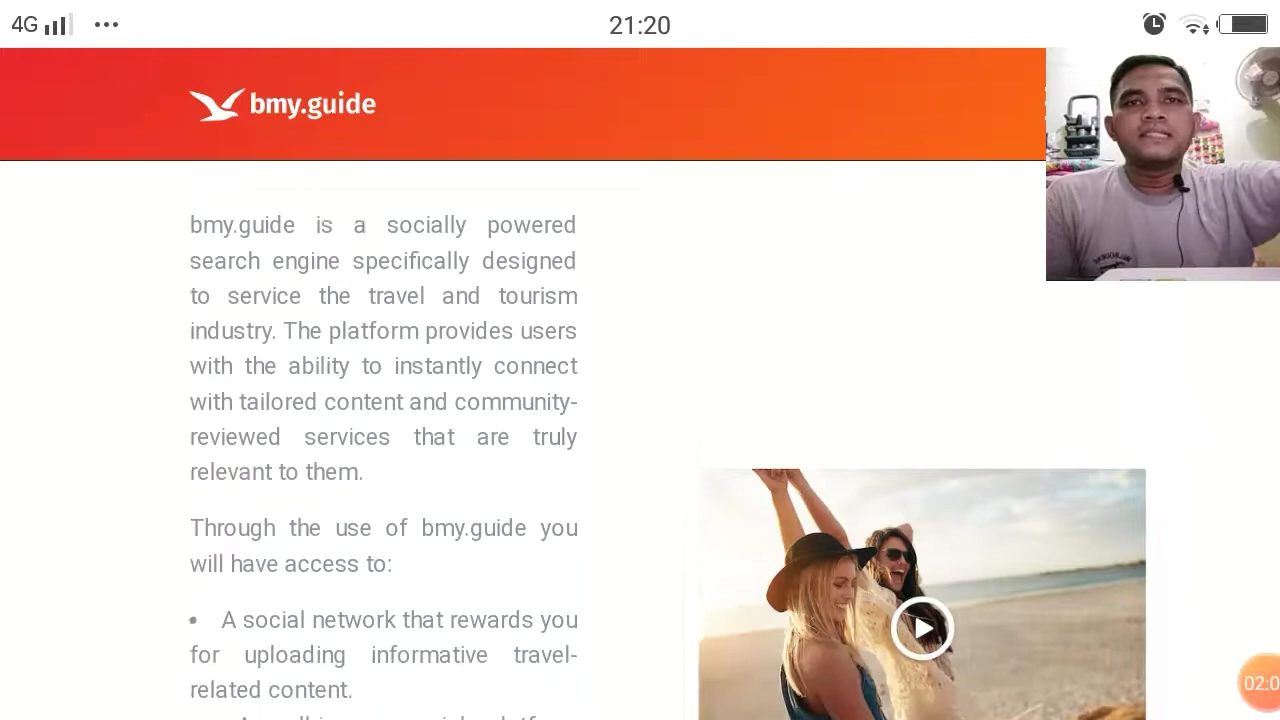 4G
21:20
bmy.guide
bmy.guide is a socially powered
search engine specifically designed
to service the travel and tourism
industry. The platform provides users
with the ability to instantly connect
with tailored content and community-
reviewed services that are truly
relevant to them.
Through the use of bmy.guide you
will have access to:
• A social network that rewards you
for uploading informative travel-
related content.
02:0